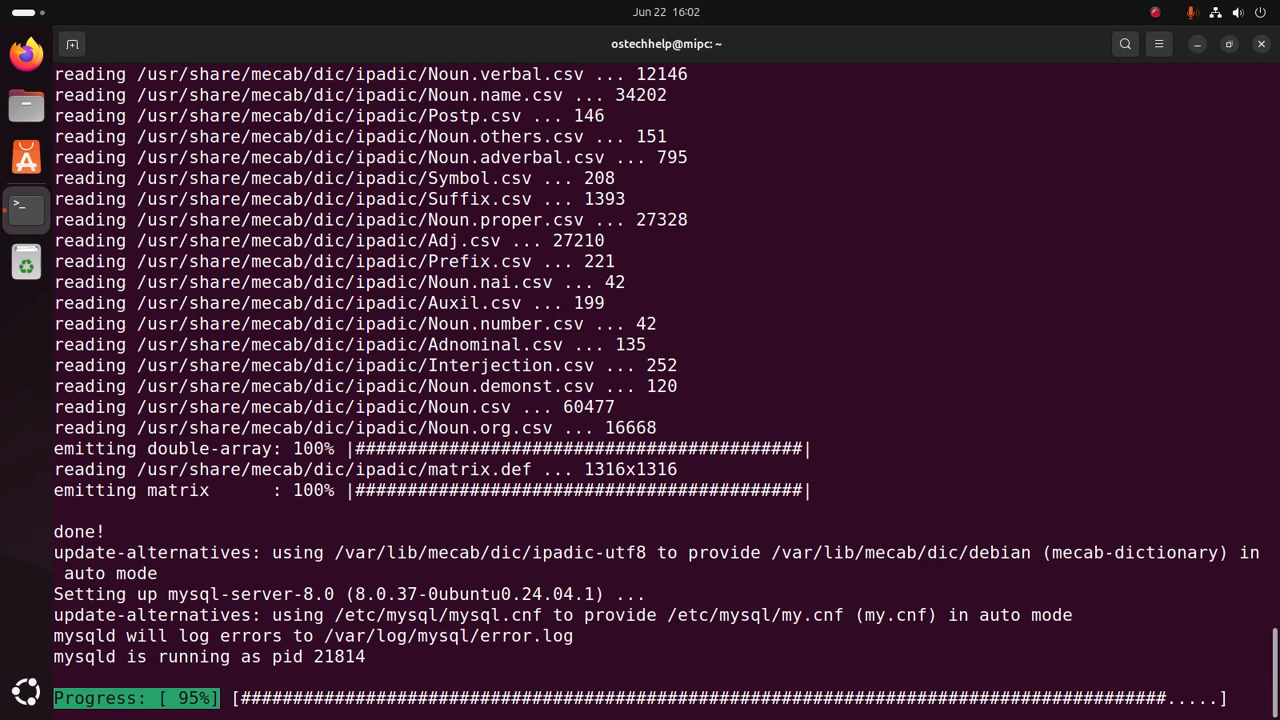 Jun 22 16:02
ostechhelp@mipc: ~
reading /usr/share/mecab/dic/ipadic/Noun.verbal.csv ... 12146
reading /usr/share/mecab/dic/ipadic/Noun.name.csv ... 34202
reading /usr/share/mecab/dic/ipadic/Postp.csv ... 146
reading /usr/share/mecab/dic/ipadic/Noun.others.csv ... 151
reading /usr/share/mecab/dic/ipadic/Noun.adverbal.csv ... 795
reading /usr/share/mecab/dic/ipadic/Symbol.csv ... 208
reading /usr/share/mecab/dic/ipadic/Suffix.csv ... 1393
reading /usr/share/mecab/dic/ipadic/Noun.proper.csv ... 27328
reading /usr/share/mecab/dic/ipadic/Adj.csv ... 27210
reading /usr/share/mecab/dic/ipadic/Prefix.csv ... 221
reading /usr/share/mecab/dic/ipadic/Noun.nai.csv ... 42
reading /usr/share/mecab/dic/ipadic/Auxil.csv ... 199
reading /usr/share/mecab/dic/ipadic/Noun.number.csv ... 42
reading /usr/share/mecab/dic/ipadic/Adnominal.csv ... 135
reading /usr/share/mecab/dic/ipadic/Interjection.csv ... 252
reading /usr/share/mecab/dic/ipadic/Noun.demonst.csv ... 120
reading /usr/share/mecab/dic/ipadic/Noun.csv ... 60477
reading /usr/share/mecab/dic/ipadic/Noun.org.csv ... 16668
emitting double-array: 100% |###########################################|
reading /usr/share/mecab/dic/ipadic/matrix.def ... 1316x1316
emitting matrix      : 100% |###########################################|
done!
update-alternatives: using /var/lib/mecab/dic/ipadic-utf8 to provide /var/lib/mecab/dic/debian (mecab-dictionary) in
 auto mode
Setting up mysql-server-8.0 (8.0.37-0ubuntu0.24.04.1) ...
update-alternatives: using /etc/mysql/mysql.cnf to provide /etc/mysql/my.cnf (my.cnf) in auto mode
mysqld will log errors to /var/log/mysql/error.log
mysqld is running as pid 21814
Progress: [ 95%] [#########################################################################################.....]